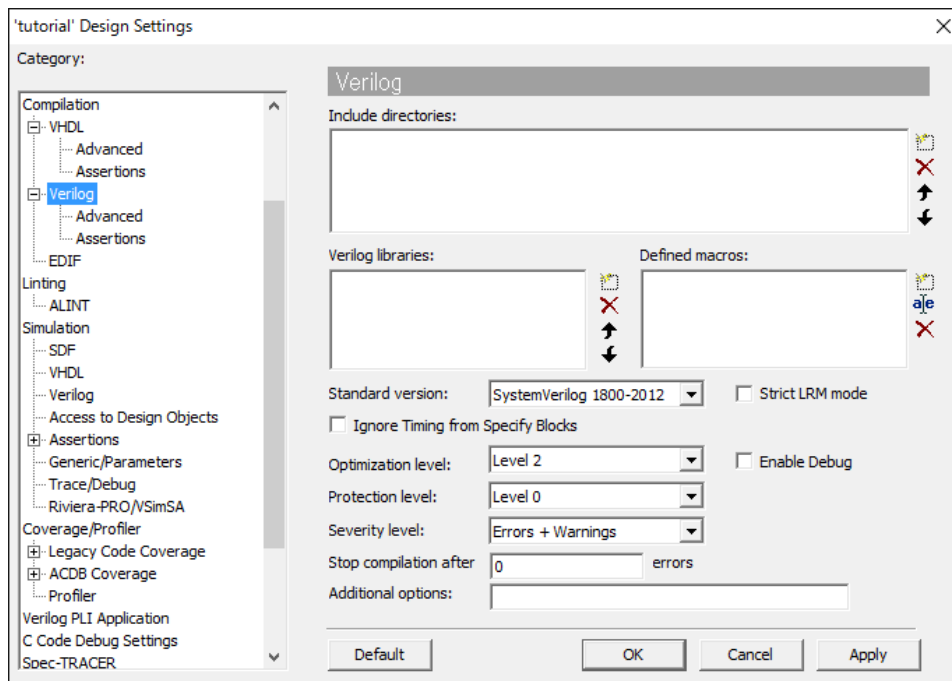 'tutorial' Design Settings
Category:
Compilation
VHDL
Advanced
Assertions
Verilog
Advanced
Assertions
EDIF
Linting
ALINT
Simulation
SDF
VHDL
Verilog
Access to Design Objects
Assertions
Generic/Parameters
Trace/Debug
Riviera-PRO/VSimSA
Coverage/Profiler
Legacy Code Coverage
ACDB Coverage
Profiler
Verilog PLI Application
C Code Debug Settings
Spec-TRACER
Verilog
Include directories:
Verilog libraries:
Defined macros:
a e
Standard version: SystemVerilog 1800-2012 Strict LRM mode
Ignore Timing from Specify Blocks
Optimization level: Level 2 Enable Debug
Protection level: Level 0
Severity level: Errors + Warnings
Stop compilation after 0 errors
Additional options:
Default OK Cancel Apply